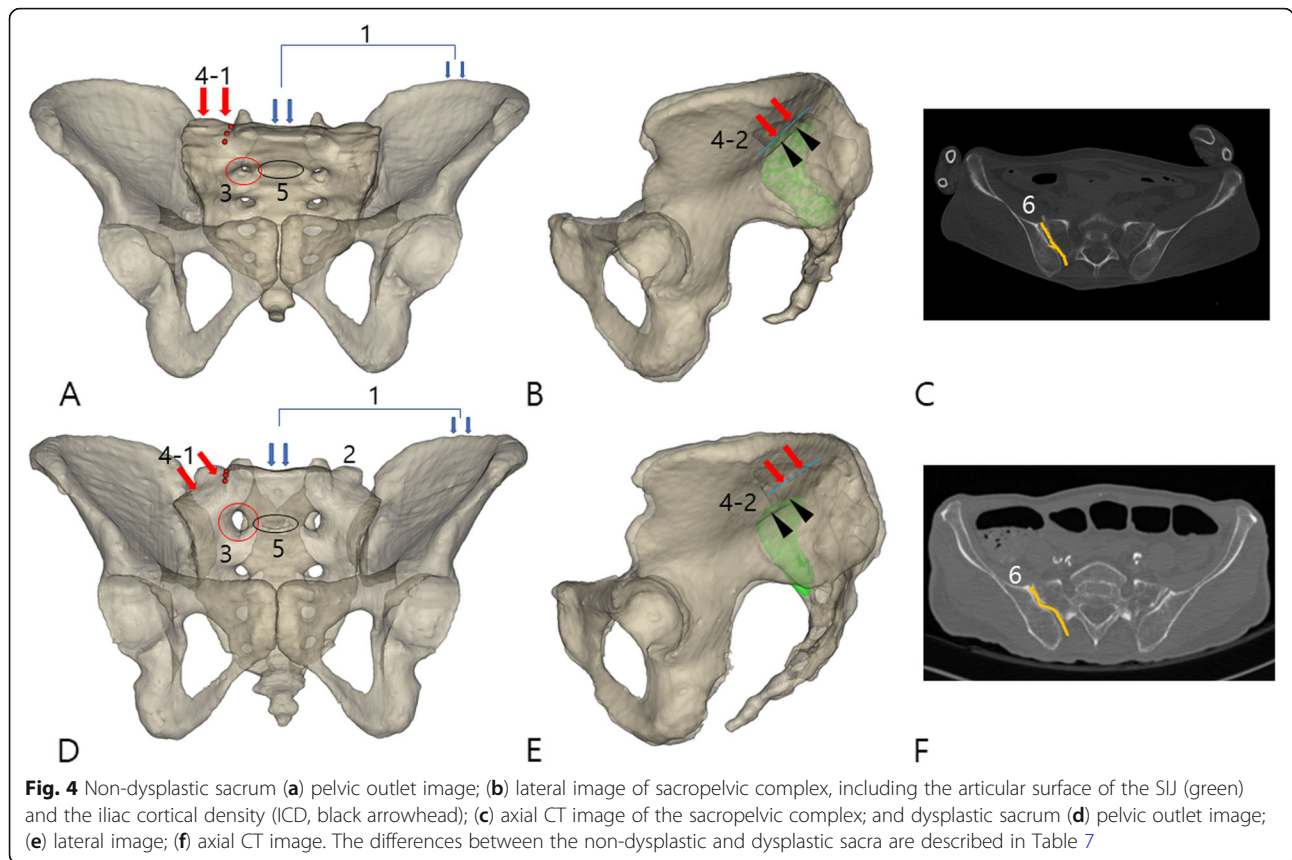 1
4-1
3
5
A
4-2
B
6
C
1
4-1
2
3
5
D
4-2
E
6
F
Fig. 4 Non-dysplastic sacrum (a) pelvic outlet image; (b) lateral image of sacropelvic complex, including the articular surface of the SIJ (green)
and the iliac cortical density (ICD, black arrowhead); (c) axial CT image of the sacropelvic complex; and dysplastic sacrum (d) pelvic outlet image;
(e) lateral image; (f) axial CT image. The differences between the non-dysplastic and dysplastic sacra are described in Table 7